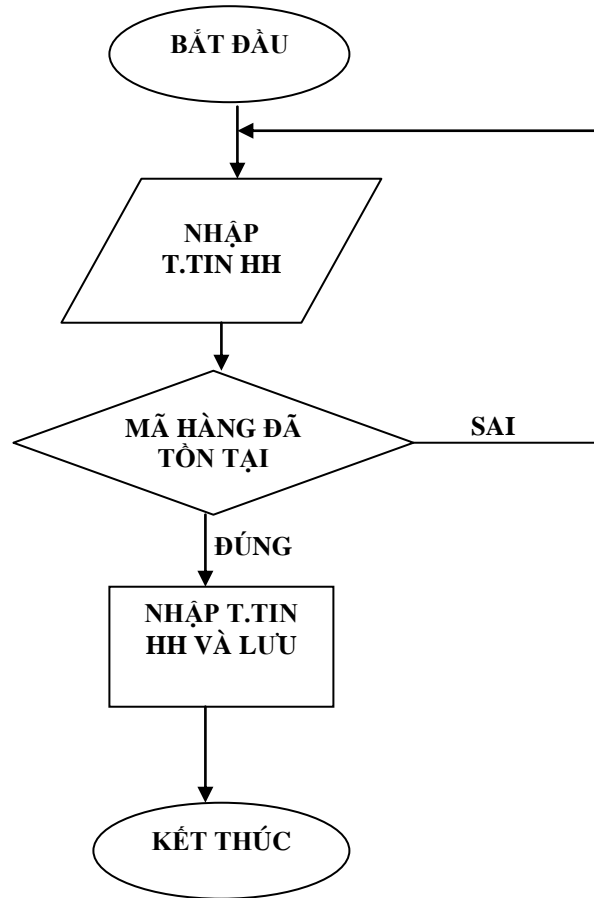 BẮT ĐẦU
NHẬP
T.TIN HH
MÃ HÀNG ĐÃ
TỒN TẠI
SAI
ĐÚNG
NHẬP T.TIN
HH VÀ LƯU
KẾT THÚC